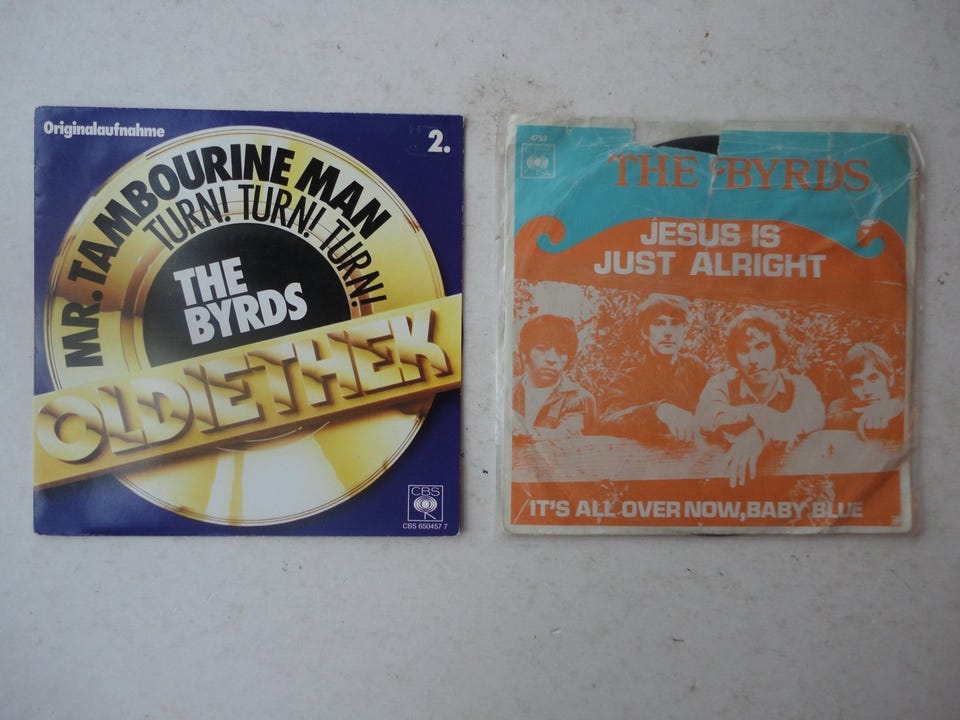 Originalaufnahme
2.
MR. TAMBOURINE MAN
TURN! TURN! TURN!
THE
BYRDS
OLDIETHEK
CBS
CBS 650457 7
4753
THE BYRDS
JESUS IS
JUST ALRIGHT
IT'S ALL OVER NOW, BABY BLUE